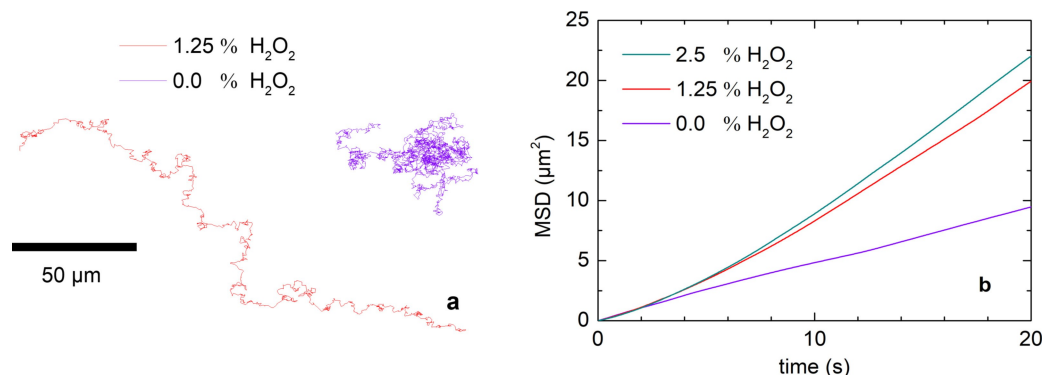 1.25 % H₂O₂
0.0 % H₂O₂
50 µm
a
MSD (µm²)
25
20
15
10
5
0
2.5 % H₂O₂
1.25 % H₂O₂
0.0 % H₂O₂
b
0 10 20
time (s)